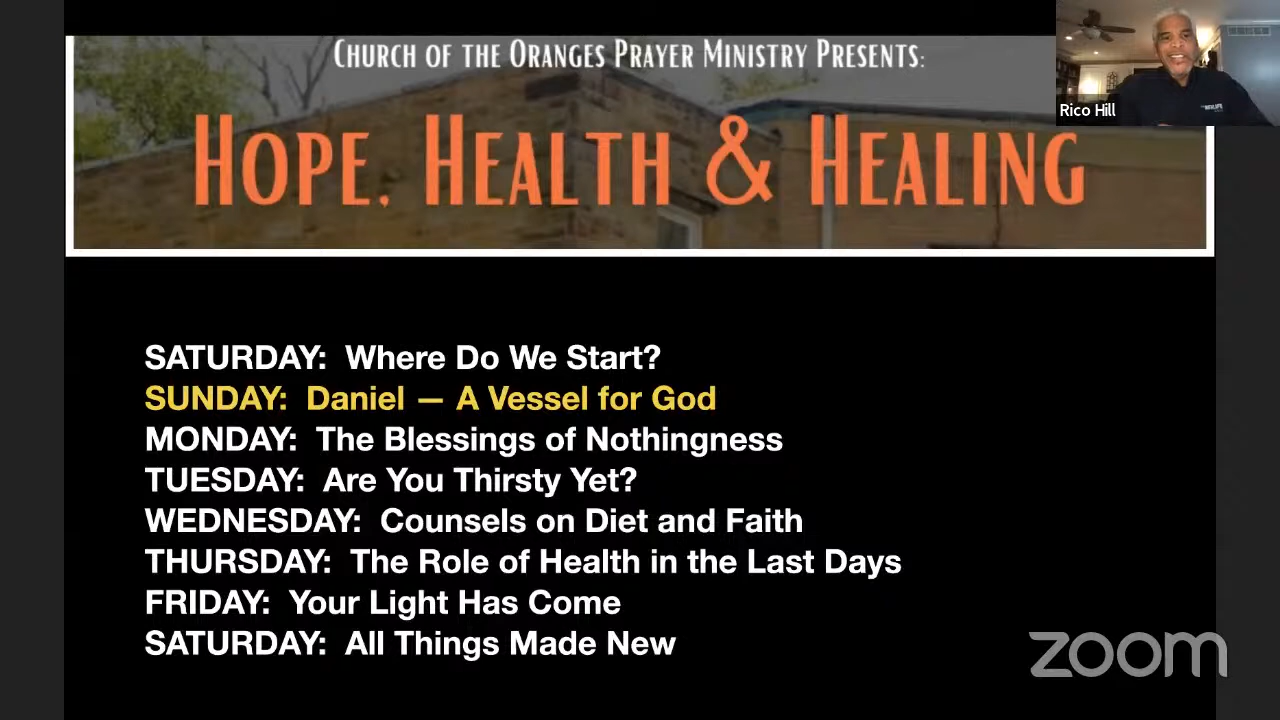 CHURCH OF THE ORANGES PRAYER MINISTRY PRESENTS:
HOPE, HEALTH & HEALING
Rico Hill
SATURDAY: Where Do We Start?
SUNDAY: Daniel — A Vessel for God
MONDAY: The Blessings of Nothingness
TUESDAY: Are You Thirsty Yet?
WEDNESDAY: Counsels on Diet and Faith
THURSDAY: The Role of Health in the Last Days
FRIDAY: Your Light Has Come
SATURDAY: All Things Made New
zoom